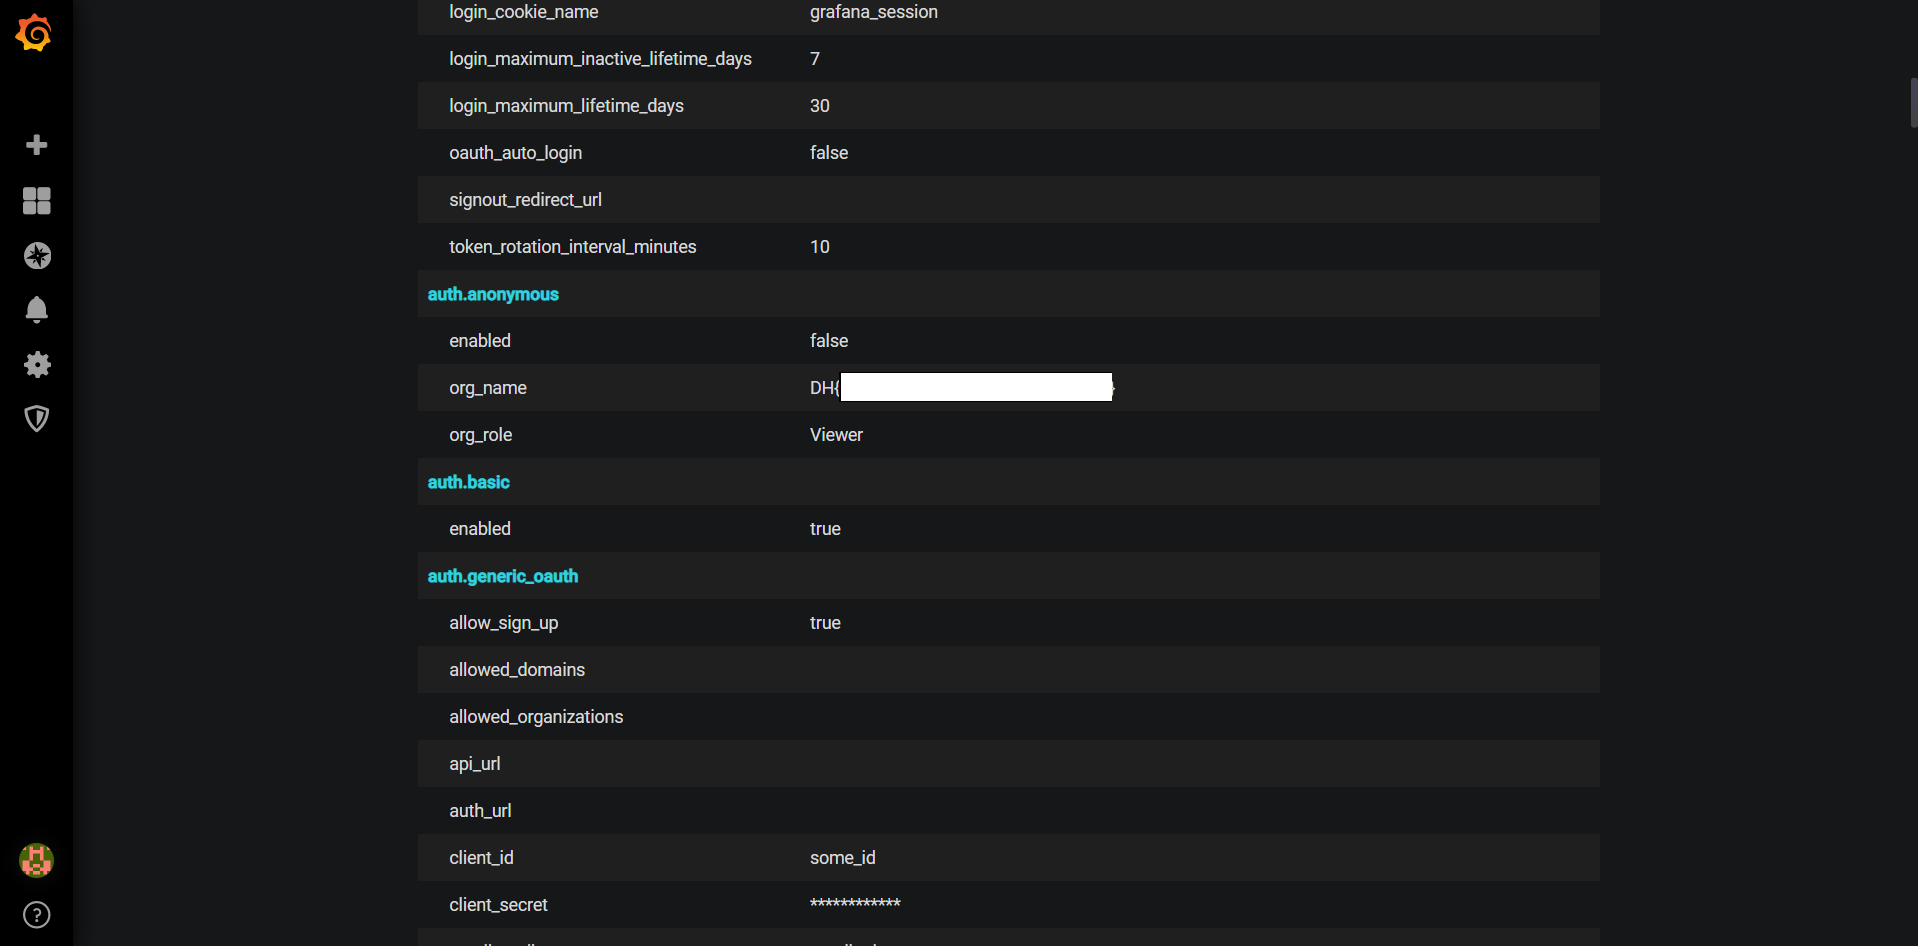 login_cookie_name grafana_session
login_maximum_inactive_lifetime_days 7
login_maximum_lifetime_days 30
oauth_auto_login false
signout_redirect_url
token_rotation_interval_minutes 10
auth.anonymous
enabled false
org_name DH{ }
org_role Viewer
auth.basic
enabled true
auth.generic_oauth
allow_sign_up true
allowed_domains
allowed_organizations
api_url
auth_url
client_id some_id
client_secret ************
?